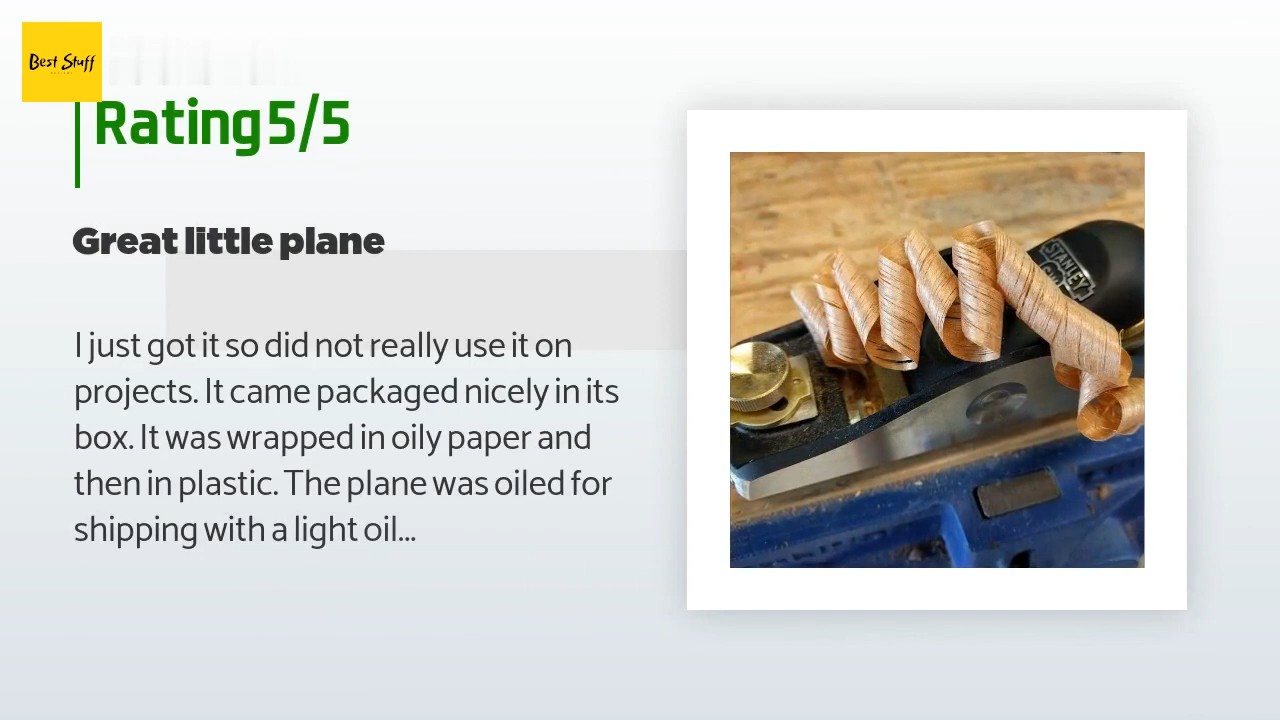 Best Stuff
Rating 5/5
Great little plane
I just got it so did not really use it on
projects. It came packaged nicely in its
box. It was wrapped in oily paper and
then in plastic. The plane was oiled for
shipping with a light oil...
STANLEY